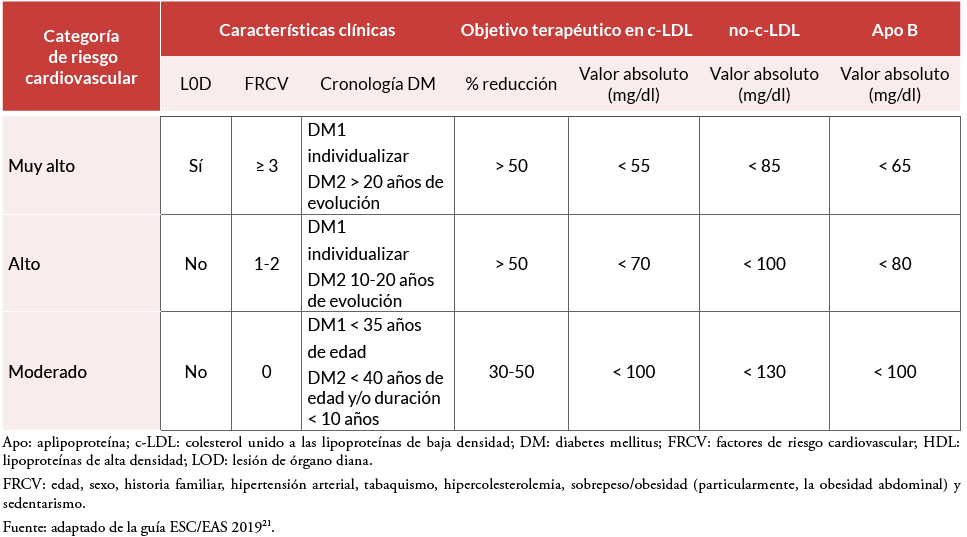 Categoría
de riesgo
cardiovascular
Características clínicas
Objetivo terapéutico en c-LDL
no-c-LDL
Apo B
L0D
FRCV
Cronología DM
% reducción
Valor absoluto
(mg/dl)
Valor absoluto
(mg/dl)
Valor absoluto
(mg/dl)
Muy alto
Sí
≥ 3
DM1
individualizar
DM2 > 20 años de
evolución
> 50
< 55
< 85
< 65
Alto
No
1-2
DM1
individualizar
DM2 10-20 años
de evolución
> 50
< 70
< 100
< 80
Moderado
No
0
DM1 < 35 años
de edad
DM2 < 40 años de
edad y/o duración
< 10 años
30-50
< 100
< 130
< 100
Apo: aplipoproteína; c-LDL: colesterol unido a las lipoproteínas de baja densidad; DM: diabetes mellitus; FRCV: factores de riesgo cardiovascular; HDL:
lipoproteínas de alta densidad; LOD: lesión de órgano diana.
FRCV: edad, sexo, historia familiar, hipertensión arterial, tabaquismo, hipercolesterolemia, sobrepeso/obesidad (particularmente, la obesidad abdominal) y
sedentarismo.
Fuente: adaptado de la guía ESC/EAS 2019²¹.